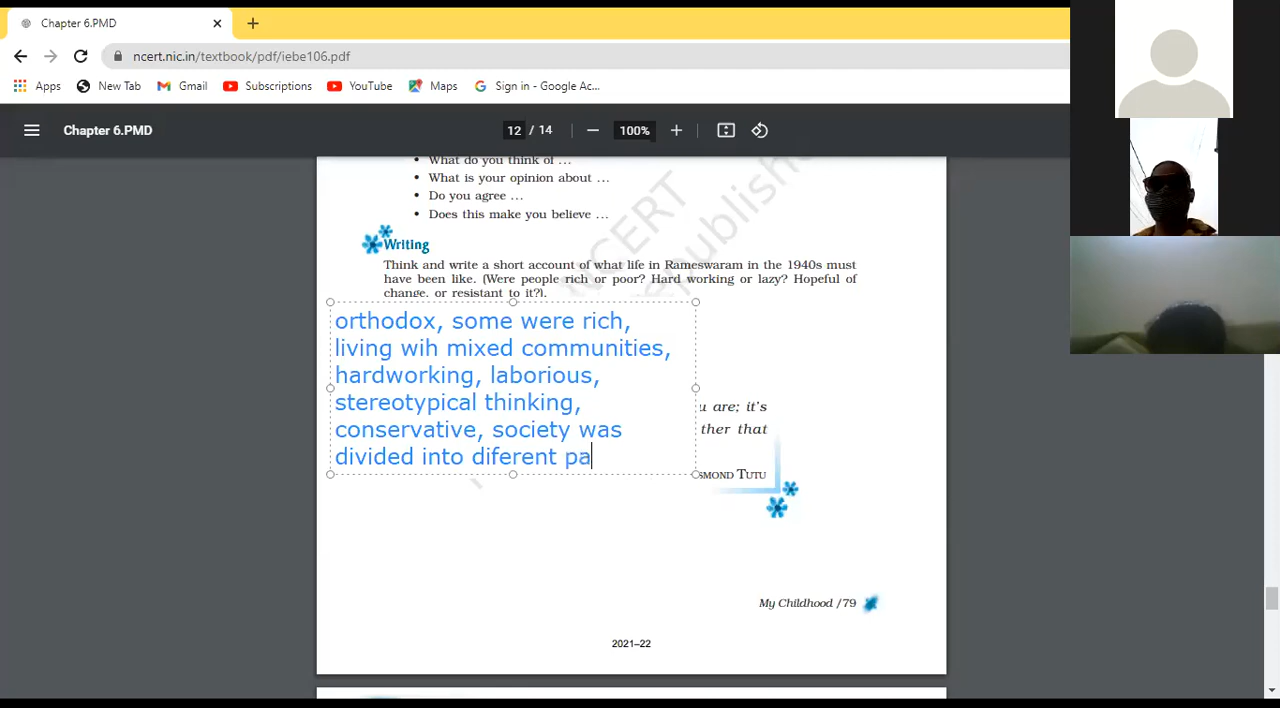 Chapter 6.PMD
ncert.nic.in/textbook/pdf/iebe106.pdf
Apps New Tab Gmail Subscriptions YouTube Maps Sign in - Google Ac...
Chapter 6.PMD 12 / 14 100%
• What do you think of ...
• What is your opinion about ...
• Do you agree ...
• Does this make you believe ...
Writing
Think and write a short account of what life in Rameswaram in the 1940s must
have been like. (Were people rich or poor? Hard working or lazy? Hopeful of
change, or resistant to it?).
orthodox, some were rich,
living wih mixed communities,
hardworking, laborious,
stereotypical thinking,
conservative, society was
divided into diferent pa
are; it's
ther that
SMOND TUTU
My Childhood /79
2021–22
NCERT